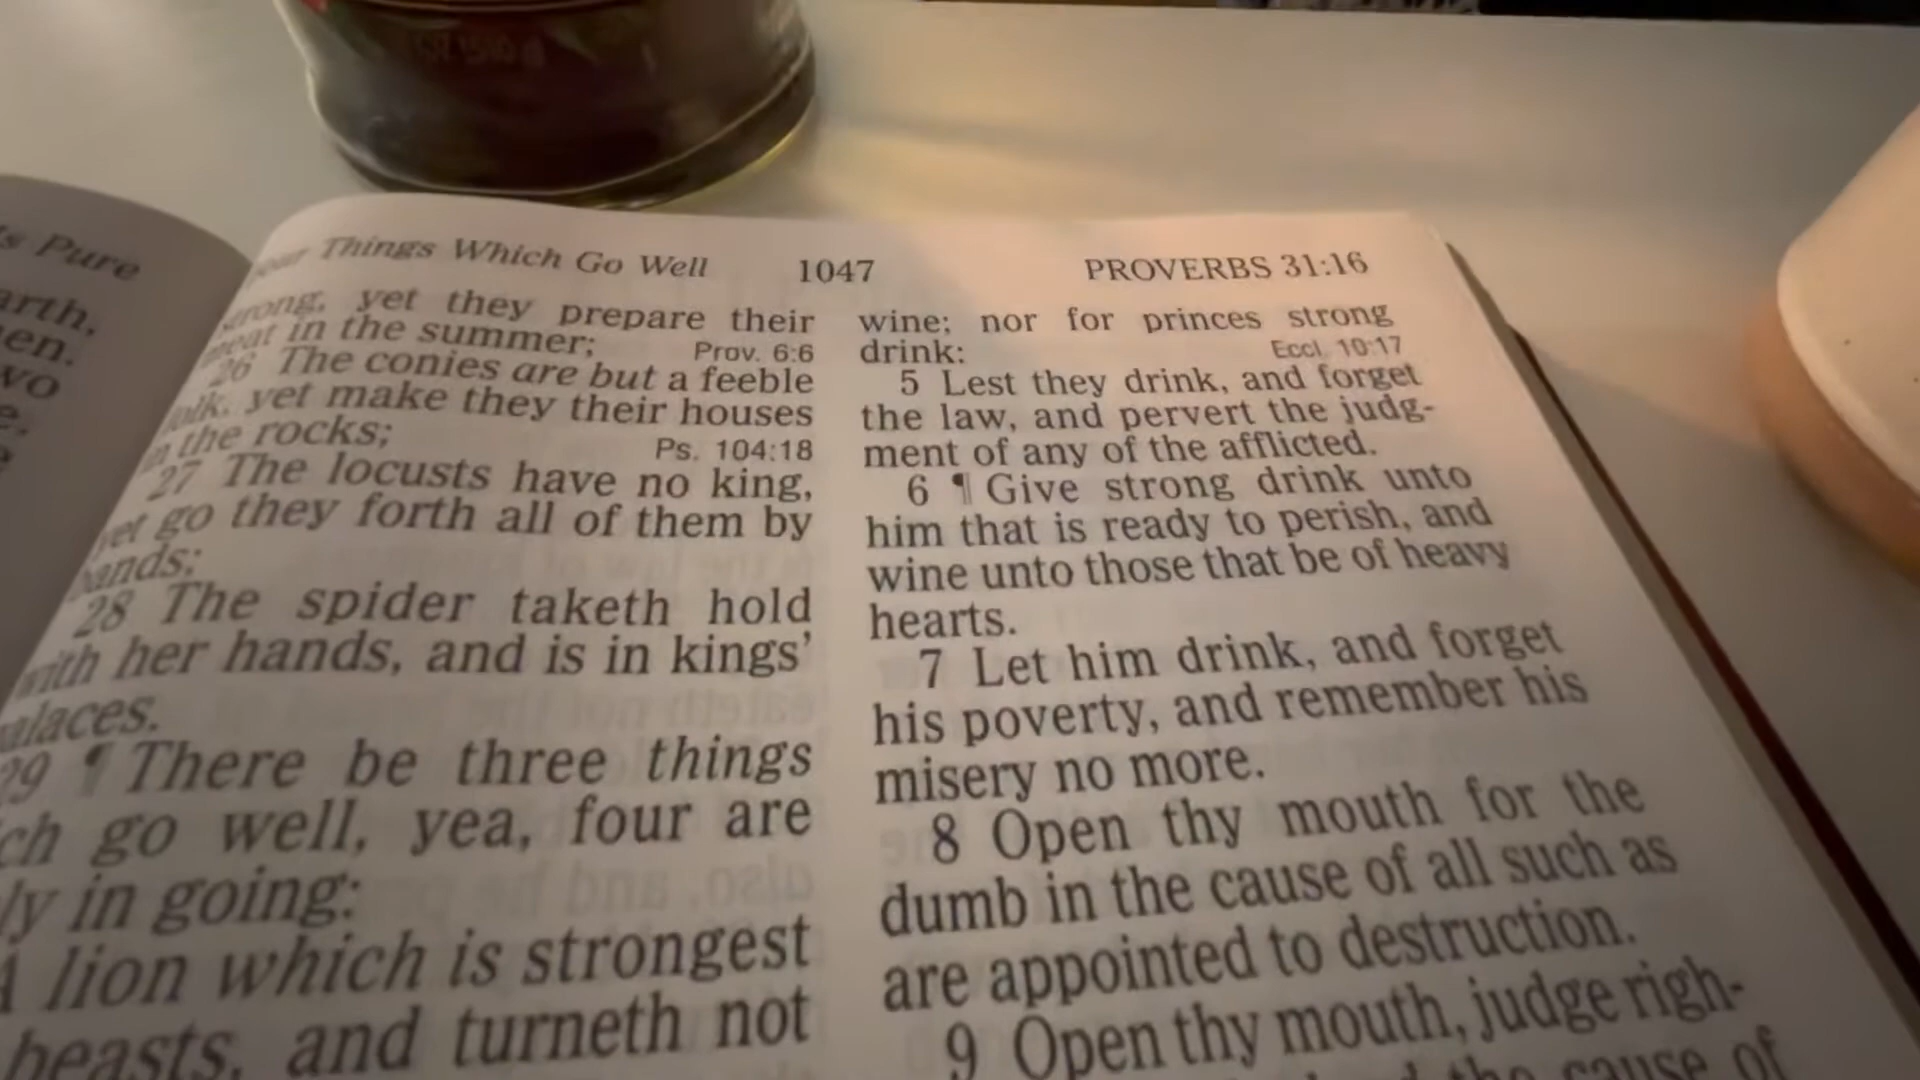 s Pure
arth,
en.
wo
e,
Things Which Go Well
1047
PROVERBS 31:16
rong, yet they prepare their
meat in the summer; Prov. 6:6
26 The conies are but a feeble
folk, yet make they their houses
in the rocks; Ps. 104:18
27 The locusts have no king,
yet go they forth all of them by
bands;
28 The spider taketh hold
with her hands, and is in kings'
palaces.
29 ¶ There be three things
ch go well, yea, four are
ly in going:
A lion which is strongest
beasts, and turneth not
wine; nor for princes strong
drink: Eccl. 10:17
5 Lest they drink, and forget
the law, and pervert the judg-
ment of any of the afflicted.
6 ¶ Give strong drink unto
him that is ready to perish, and
wine unto those that be of heavy
hearts.
7 Let him drink, and forget
his poverty, and remember his
misery no more.
8 Open thy mouth for the
dumb in the cause of all such as
are appointed to destruction.
9 Open thy mouth, judge righ-
the cause of